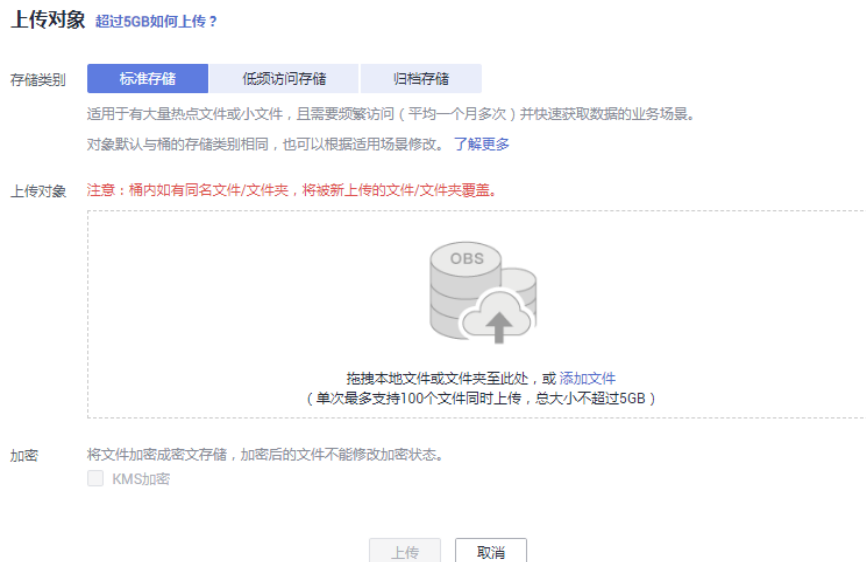 上传对象 超过5GB如何上传？
存储类别 标准存储 低频访问存储 归档存储
适用于有大量热点文件或小文件，且需要频繁访问（平均一个月多次）并快速获取数据的业务场景。
对象默认与桶的存储类别相同，也可以根据适用场景修改。 了解更多
上传对象 注意：桶内如有同名文件/文件夹，将被新上传的文件/文件夹覆盖。
OBS
拖拽本地文件或文件夹至此处，或 添加文件
（单次最多支持100个文件同时上传，总大小不超过5GB）
加密 将文件加密成密文存储，加密后的文件不能修改加密状态。
KMS加密
上传 取消